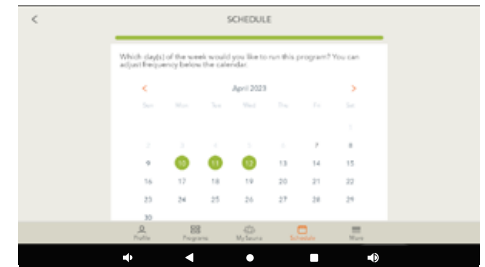 SCHEDULE
Which day(s) of the week would you like to run this program? You can
adjust frequency below the calendar.
April 2023
Sun Mon Tue Wed Thu Fri Sat
1
2 3 4 5 6 7 8
9 10 11 12 13 14 15
16 17 18 19 20 21 22
23 24 25 26 27 28 29
30
Profile Programs My Sauna Schedule More